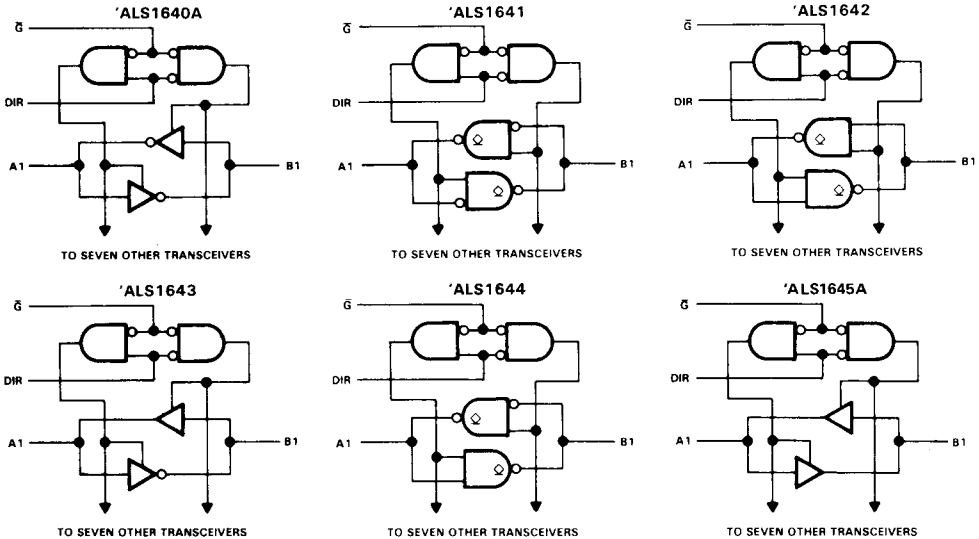 'ALS1640A
G̅
DIR
A1
B1
TO SEVEN OTHER TRANSCEIVERS
'ALS1641
G̅
DIR
A1
B1
TO SEVEN OTHER TRANSCEIVERS
'ALS1642
G̅
DIR
A1
B1
TO SEVEN OTHER TRANSCEIVERS
'ALS1643
G̅
DIR
A1
B1
TO SEVEN OTHER TRANSCEIVERS
'ALS1644
G̅
DIR
A1
B1
TO SEVEN OTHER TRANSCEIVERS
'ALS1645A
G̅
DIR
A1
B1
TO SEVEN OTHER TRANSCEIVERS